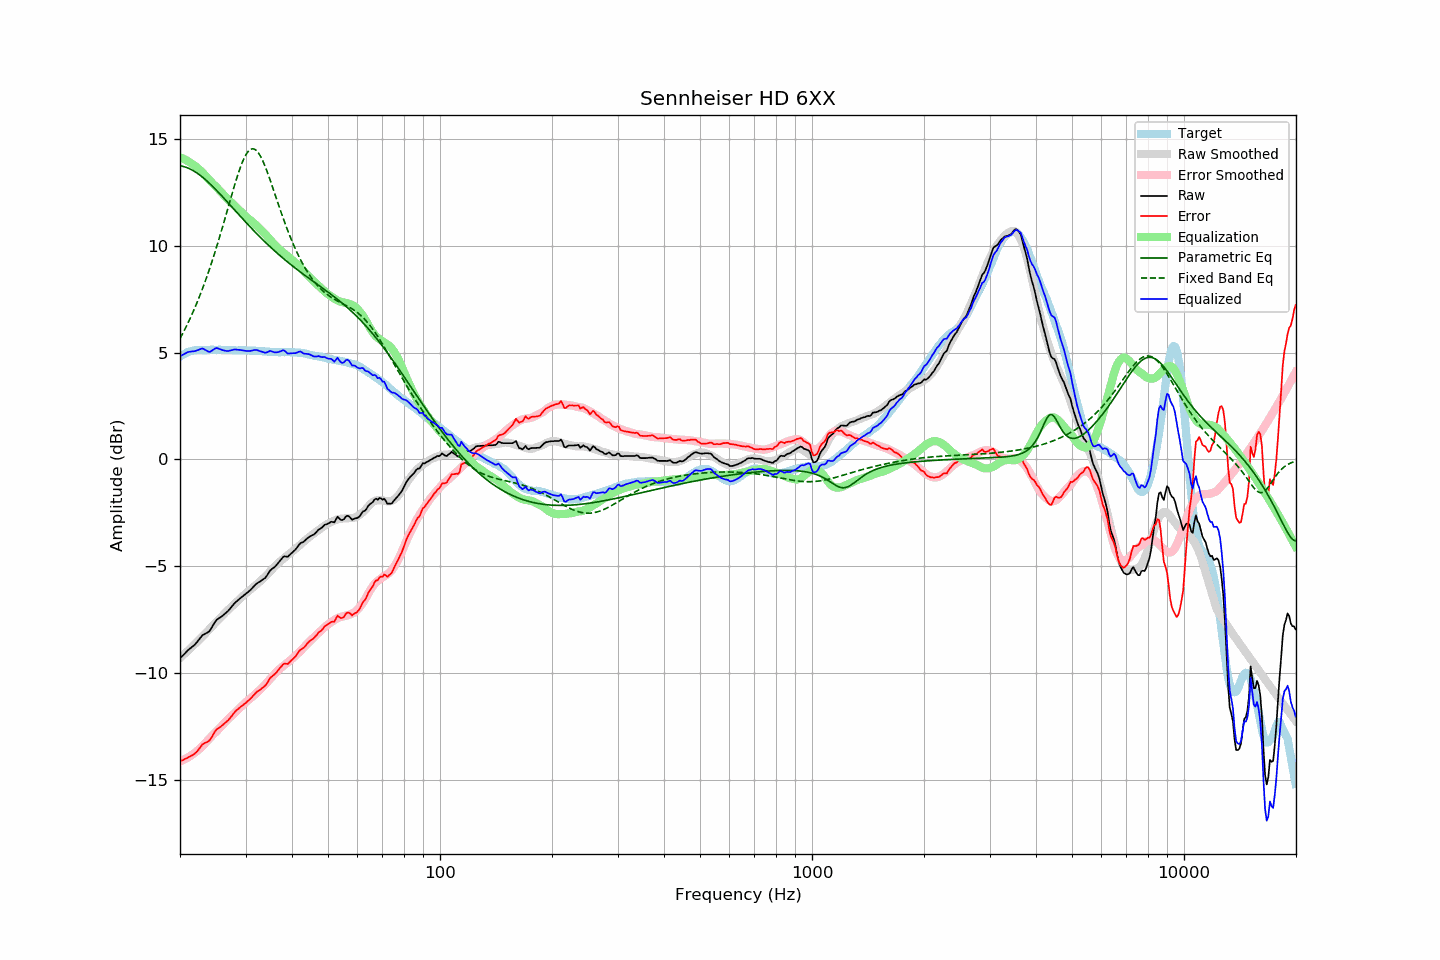 Sennheiser HD 6XX
Target
Raw Smoothed
Error Smoothed
Raw
Error
Equalization
Parametric Eq
Fixed Band Eq
Equalized
15
10
5
0
−5
−10
−15
Amplitude (dBr)
100
1000
10000
Frequency (Hz)